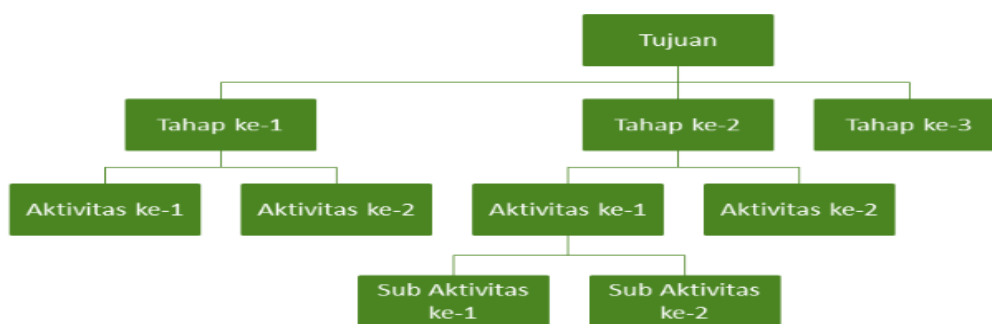 Tujuan
Tahap ke-1
Tahap ke-2
Tahap ke-3
Aktivitas ke-1
Aktivitas ke-2
Aktivitas ke-1
Aktivitas ke-2
Sub Aktivitas
ke-1
Sub Aktivitas
ke-2